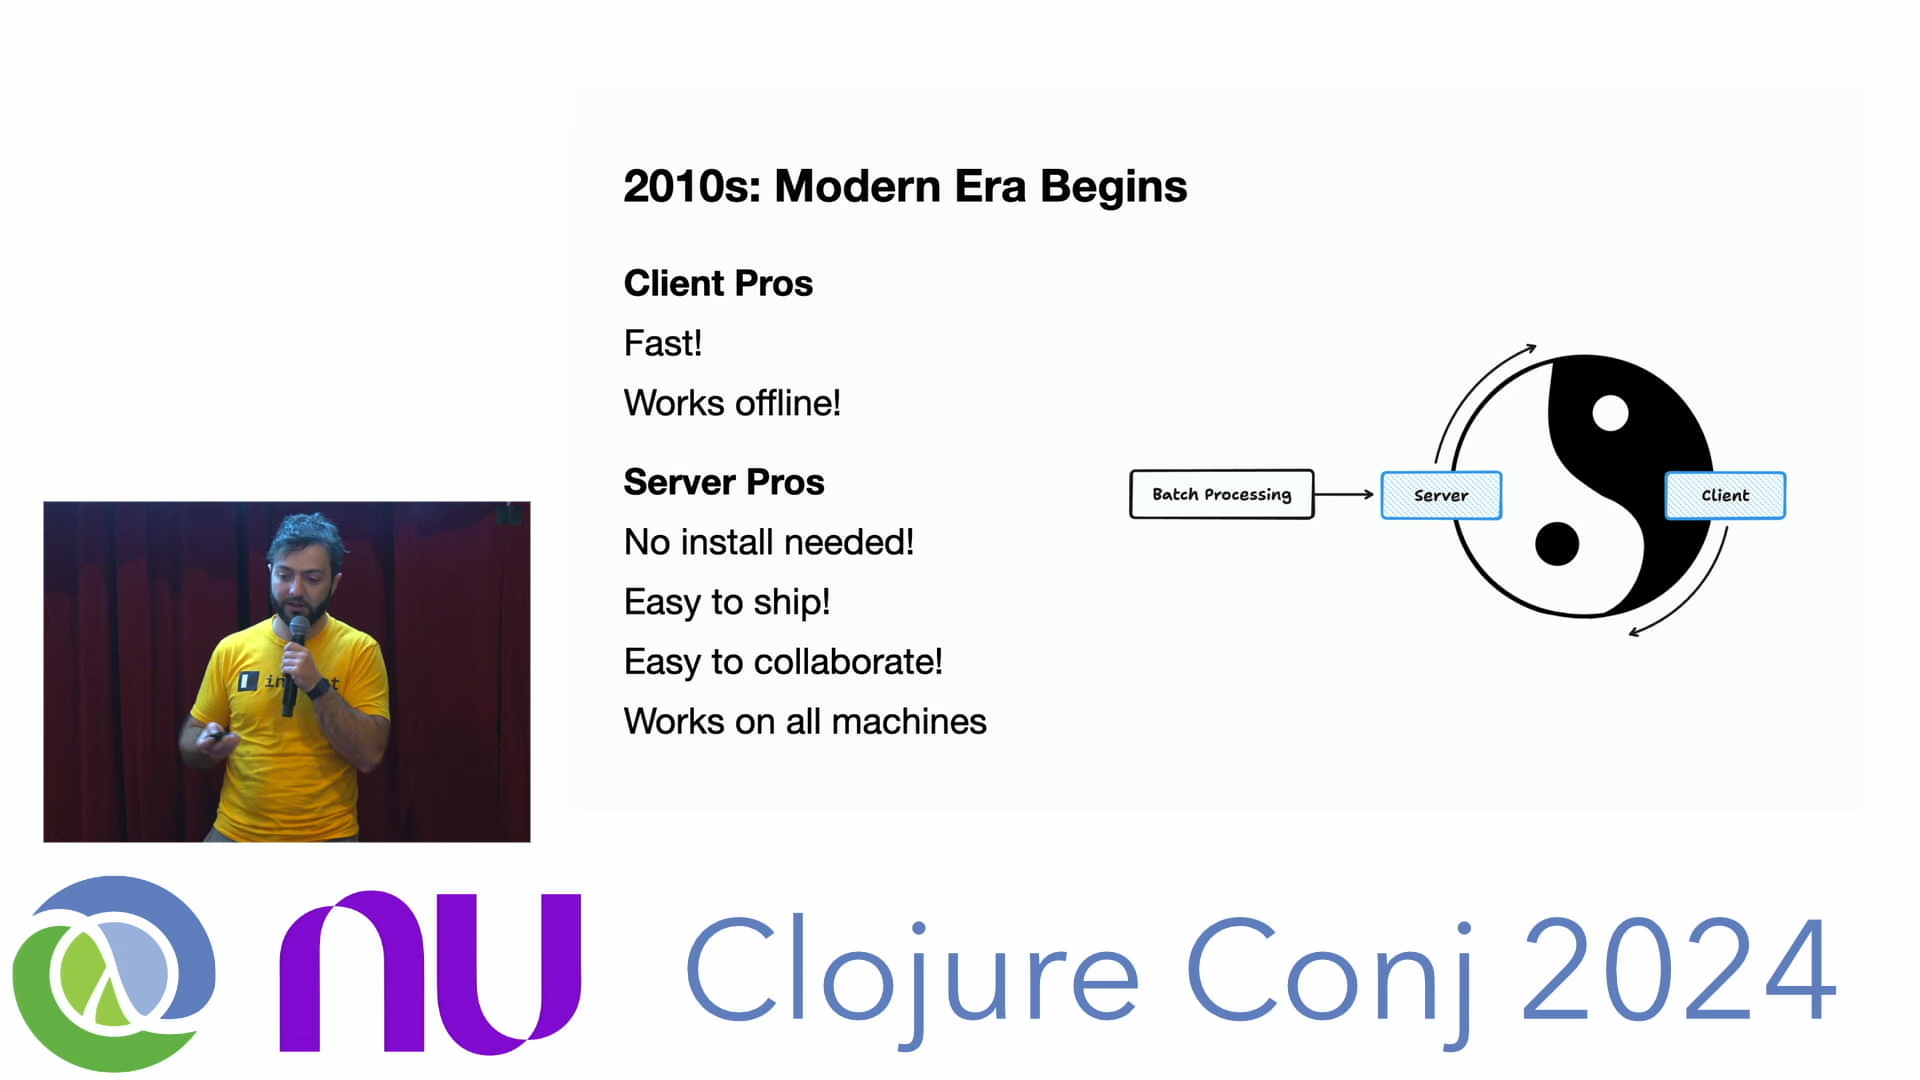 2010s: Modern Era Begins
Client Pros
Fast!
Works offline!
Server Pros
No install needed!
Easy to ship!
Easy to collaborate!
Works on all machines
Batch Processing
Server
Client
nu
Clojure Conj 2024